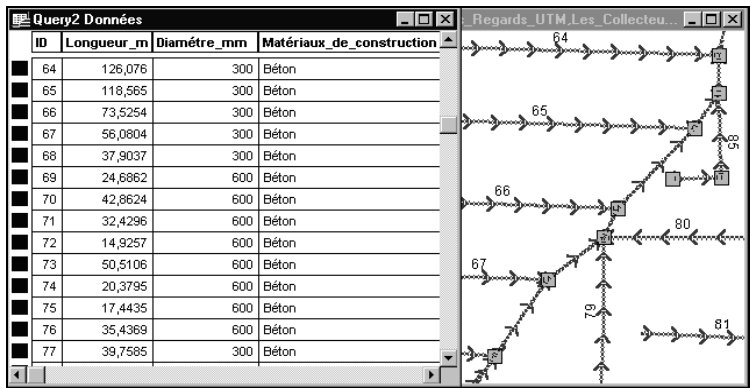 Query2 Données
ID Longueur_m Diamétre_mm Matériaux_de_construction
64 126,076 300 Béton
65 118,565 300 Béton
66 73,5254 300 Béton
67 56,0804 300 Béton
68 37,9037 300 Béton
69 24,6862 600 Béton
70 42,8624 600 Béton
71 32,4296 600 Béton
72 14,9257 600 Béton
73 50,5106 600 Béton
74 20,3795 600 Béton
75 17,4435 600 Béton
76 35,4369 600 Béton
77 39,7585 300 Béton
_Regards_UTM,Les_Collecteu...
64
65
85
66
80
67
79
81